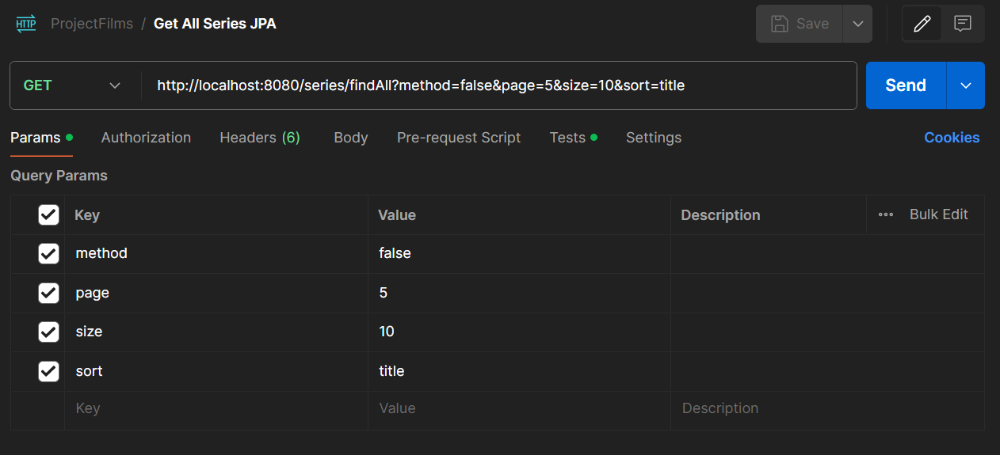 HTTP ProjectFilms / Get All Series JPA Save
GET http://localhost:8080/series/findAll?method=false&page=5&size=10&sort=title Send
Params Authorization Headers (6) Body Pre-request Script Tests Settings Cookies
Query Params
Key Value Description Bulk Edit
method false
page 5
size 10
sort title
Key Value Description